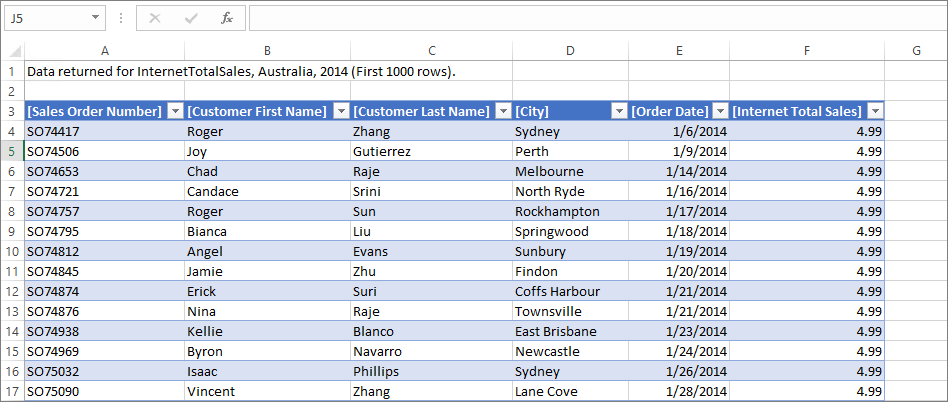 J5 fx
A B C D E F G
1 Data returned for InternetTotalSales, Australia, 2014 (First 1000 rows).
2
3 [Sales Order Number] [Customer First Name] [Customer Last Name] [City] [Order Date] [Internet Total Sales]
4 SO74417 Roger Zhang Sydney 1/6/2014 4.99
5 SO74506 Joy Gutierrez Perth 1/9/2014 4.99
6 SO74653 Chad Raje Melbourne 1/14/2014 4.99
7 SO74721 Candace Srini North Ryde 1/16/2014 4.99
8 SO74757 Roger Sun Rockhampton 1/17/2014 4.99
9 SO74795 Bianca Liu Springwood 1/18/2014 4.99
10 SO74812 Angel Evans Sunbury 1/19/2014 4.99
11 SO74845 Jamie Zhu Findon 1/20/2014 4.99
12 SO74874 Erick Suri Coffs Harbour 1/21/2014 4.99
13 SO74876 Nina Raje Townsville 1/21/2014 4.99
14 SO74938 Kellie Blanco East Brisbane 1/23/2014 4.99
15 SO74969 Byron Navarro Newcastle 1/24/2014 4.99
16 SO75032 Isaac Phillips Sydney 1/26/2014 4.99
17 SO75090 Vincent Zhang Lane Cove 1/28/2014 4.99